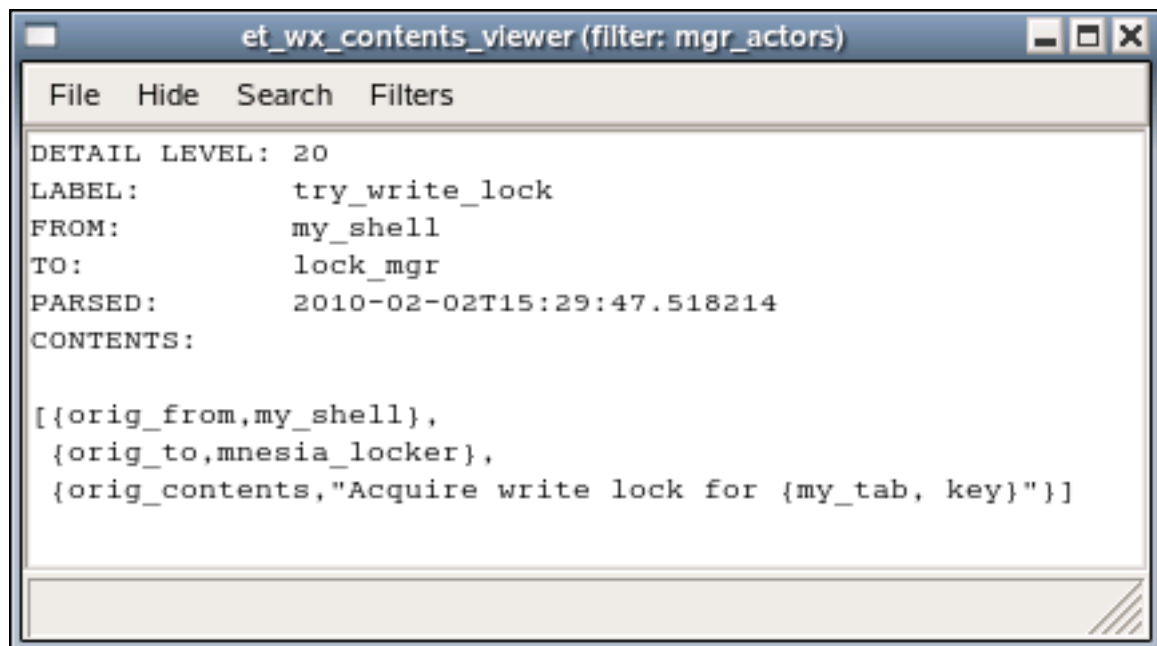 et_wx_contents_viewer (filter: mgr_actors)
File Hide Search Filters
DETAIL LEVEL: 20
LABEL: try_write_lock
FROM: my_shell
TO: lock_mgr
PARSED: 2010-02-02T15:29:47.518214
CONTENTS:
[{orig_from,my_shell},
{orig_to,mnesia_locker},
{orig_contents,"Acquire write lock for {my_tab, key}"}]